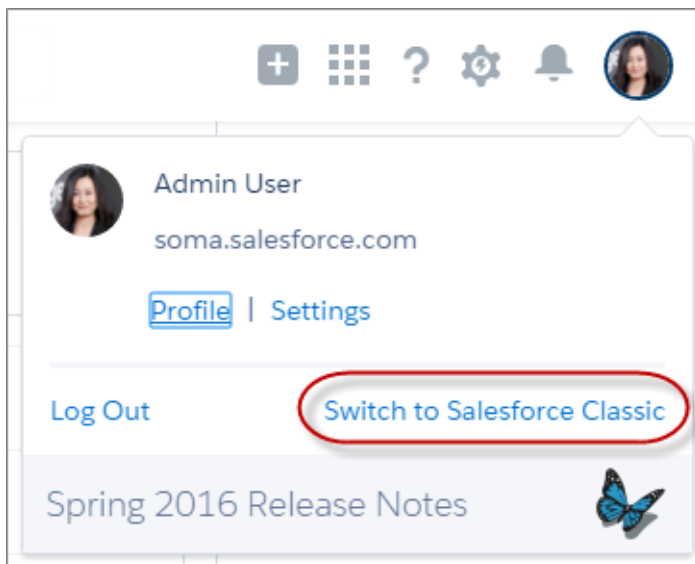 Admin User
soma.salesforce.com
Profile | Settings
Log Out
Switch to Salesforce Classic
Spring 2016 Release Notes